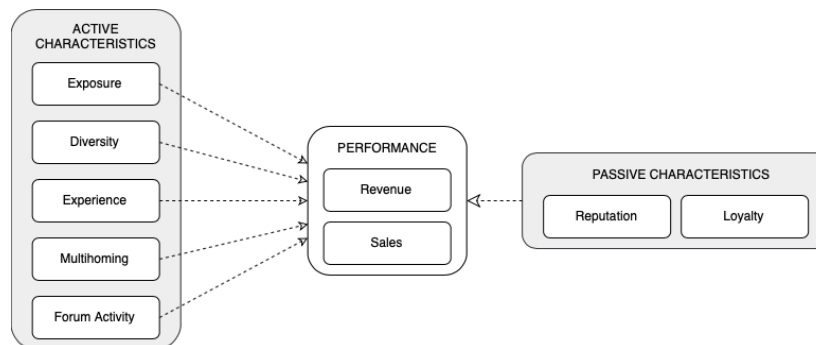 ACTIVE
CHARACTERISTICS
Exposure
Diversity
Experience
Multihoming
Forum Activity
PERFORMANCE
Revenue
Sales
PASSIVE CHARACTERISTICS
Reputation
Loyalty